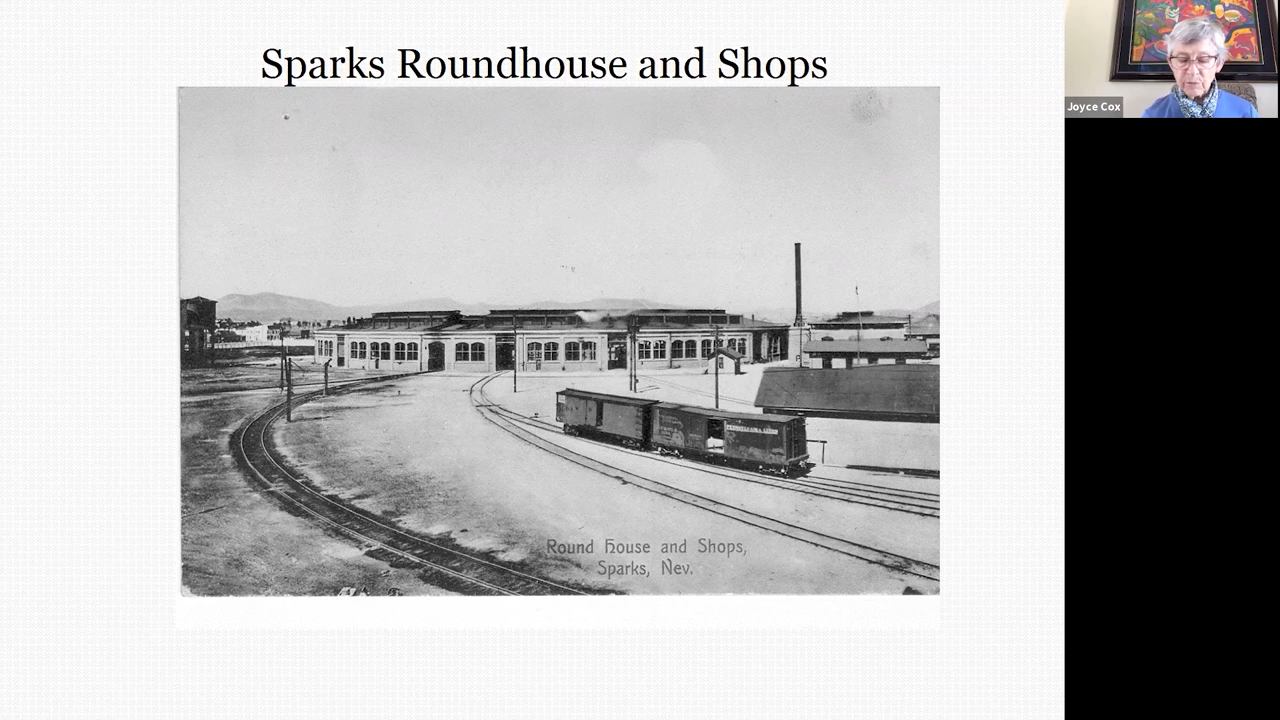 Sparks Roundhouse and Shops
Joyce Cox
Round House and Shops,
Sparks, Nev.